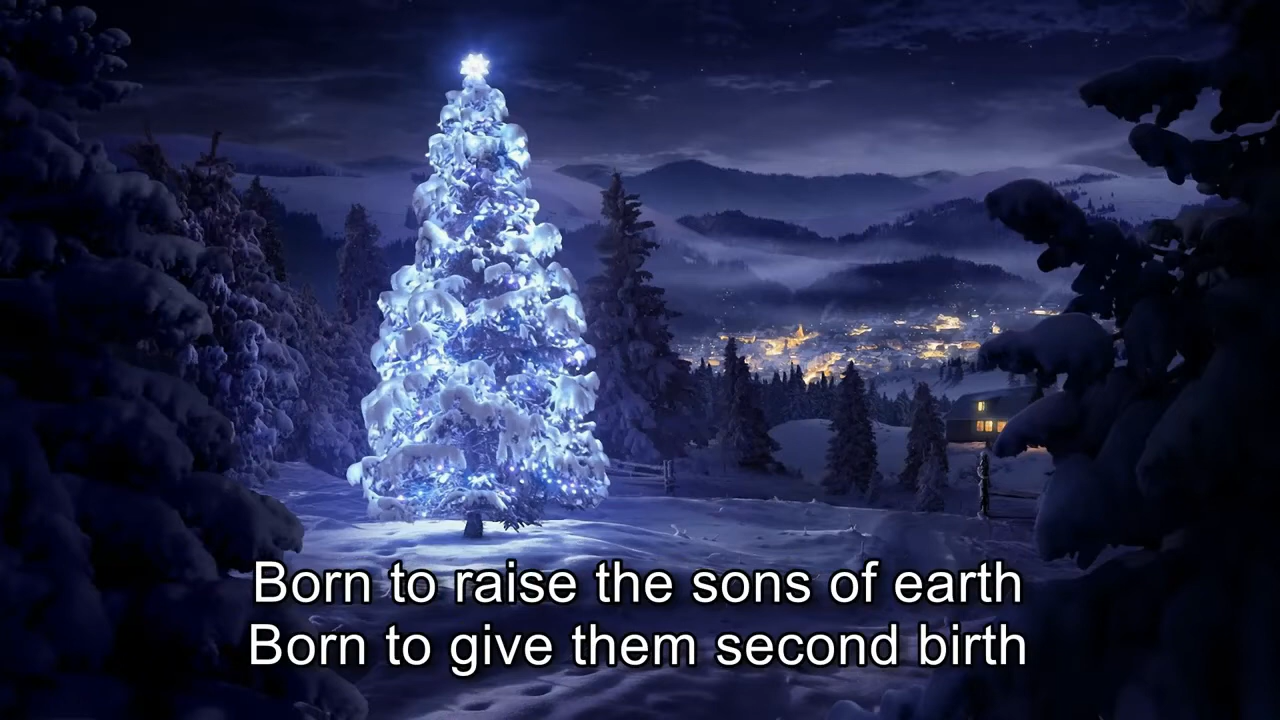 Born to raise the sons of earth
Born to give them second birth